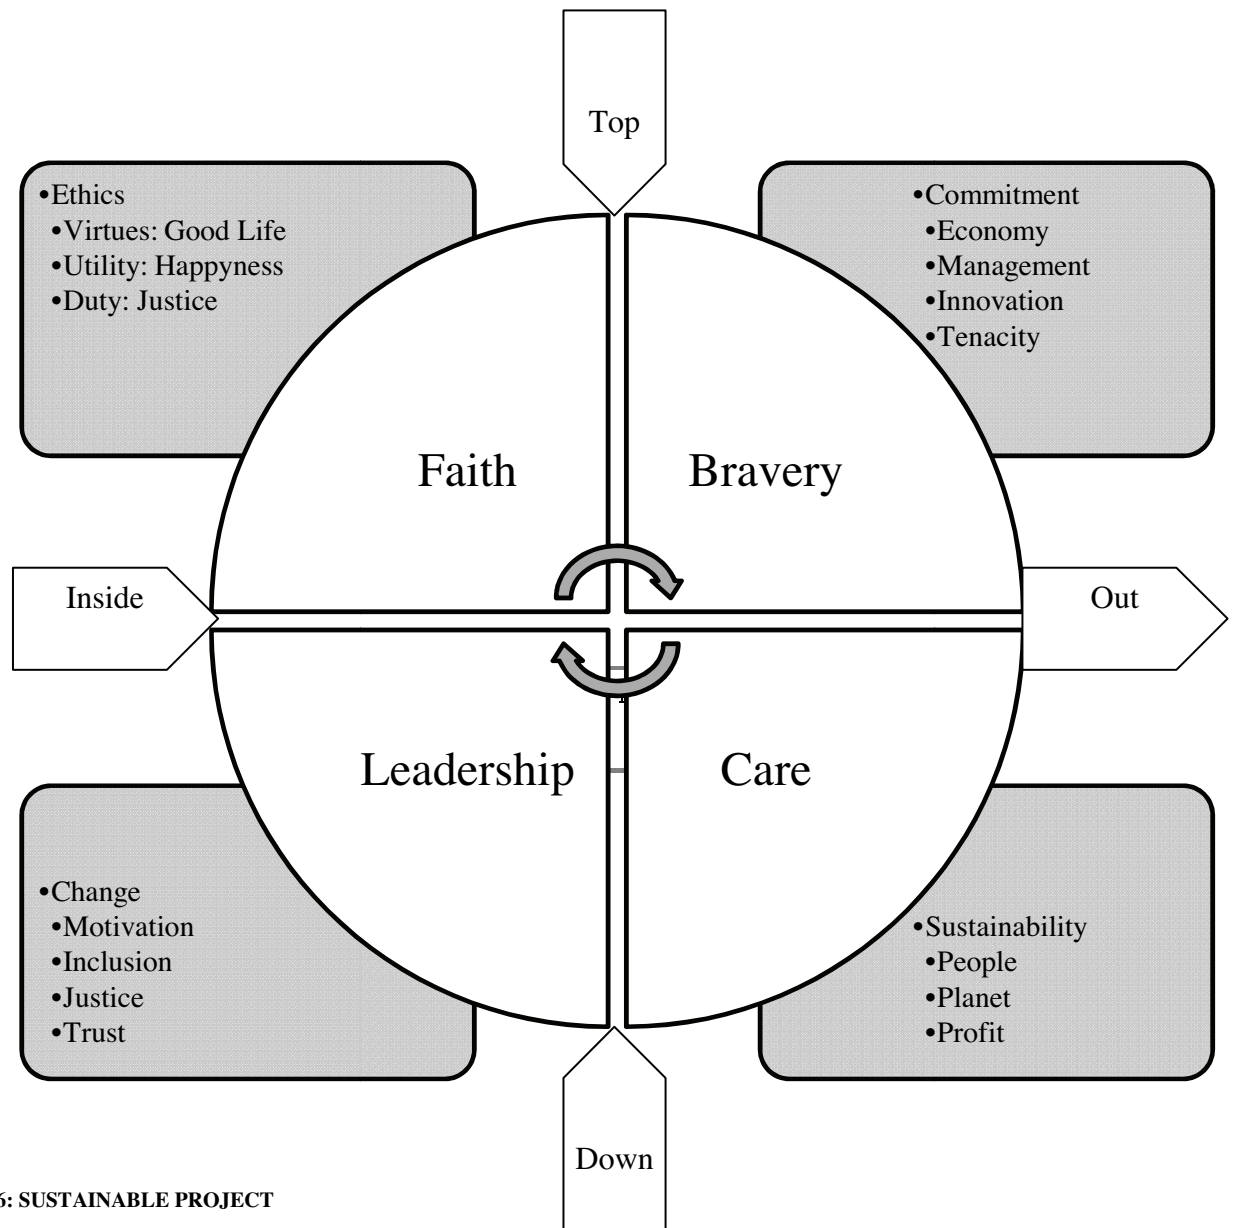 Top
•Ethics
•Virtues: Good Life
•Utility: Happyness
•Duty: Justice
•Commitment
•Economy
•Management
•Innovation
•Tenacity
Faith
Bravery
Inside
Out
Leadership
Care
•Change
•Motivation
•Inclusion
•Justice
•Trust
•Sustainability
•People
•Planet
•Profit
Down
6: SUSTAINABLE PROJECT